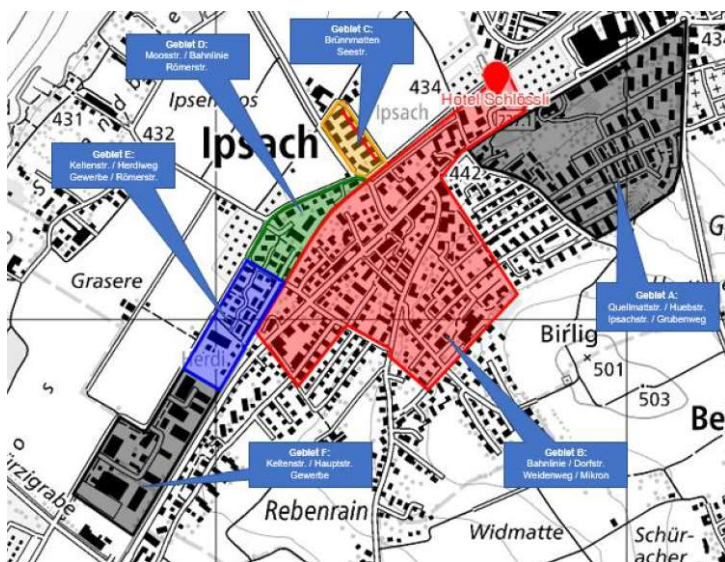 Gebiet C:
Brünnmatten
Seestr.
Gebiet D:
Moosstr. / Bahnlinie
Römerstr.
434
431
432
Ipsach
Ipsach
Hotel Schlössli
442
Gebiet E:
Keltenstr. / Herdiweg
Gewerbe / Römerstr.
Grasere
Gebiet A:
Quellmattstr. / Huebstr.
Ipsachstr. / Grubenweg
Birlig
501
503
Herdi
Be
Gebiet F:
Keltenstr. / Hauptstr.
Gewerbe
Gebiet B:
Bahnlinie / Dorfstr.
Weidenweg / Mikron
Rebenrain
Widmatte
Schür-
acher